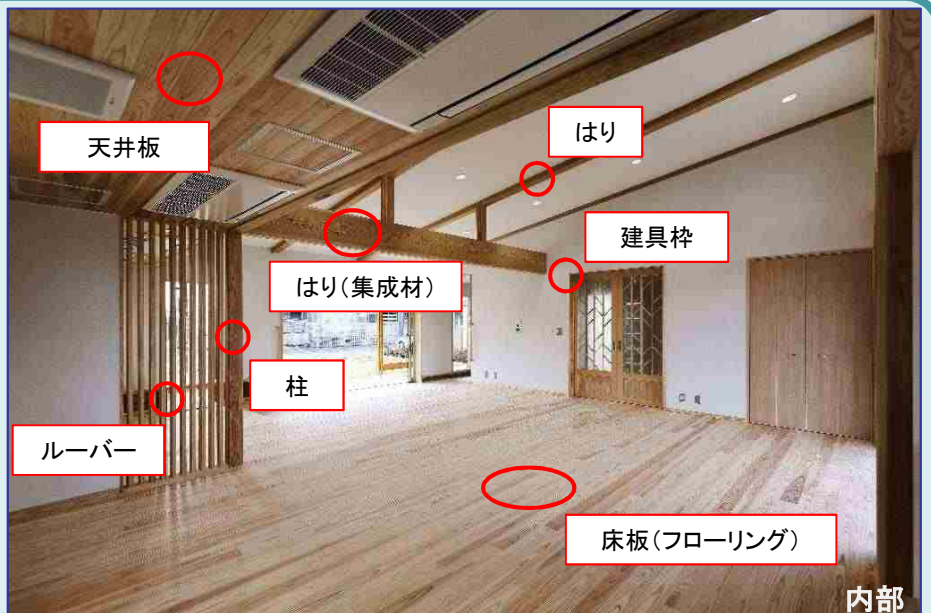 天井板
はり
建具枠
はり(集成材)
柱
ルーバー
床板(フローリング)
内部